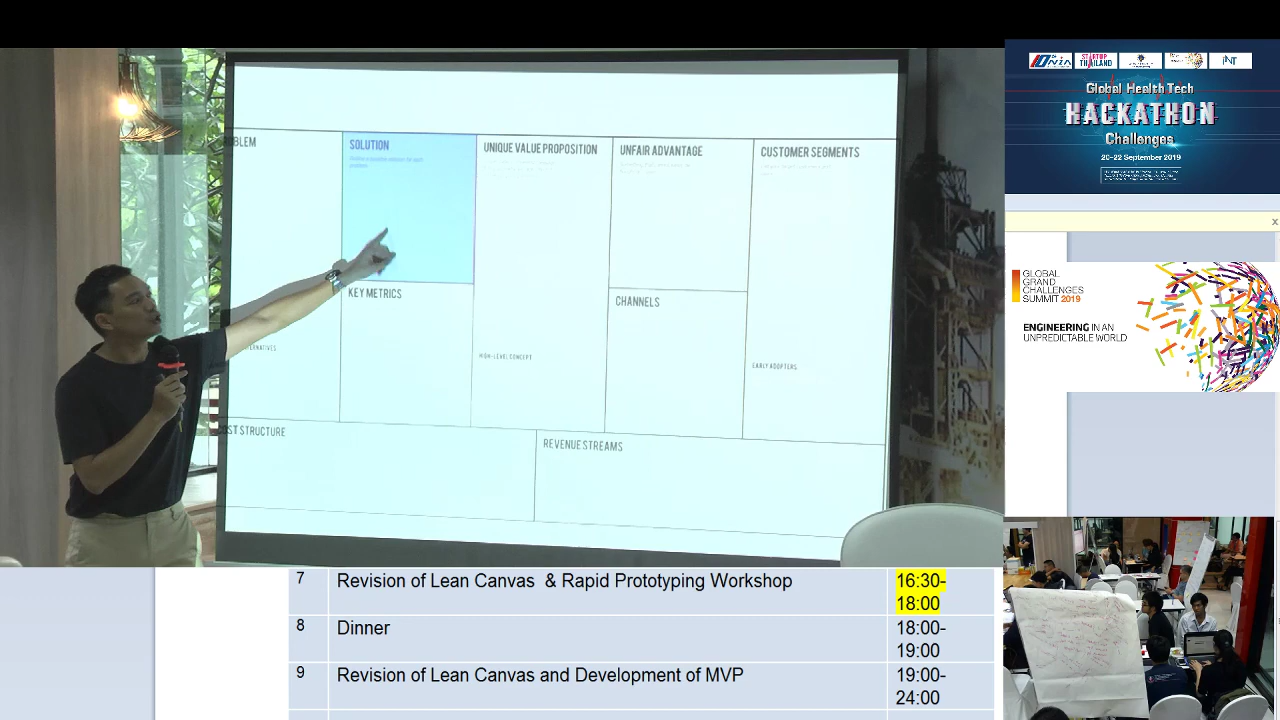 OBLEM
SOLUTION
UNIQUE VALUE PROPOSITION
UNFAIR ADVANTAGE
CUSTOMER SEGMENTS
KEY METRICS
CHANNELS
HIGH-LEVEL CONCEPT
EARLY ADOPTERS
OST STRUCTURE
REVENUE STREAMS
NIA
STARTUP
THAILAND
iNT
Global Health Tech
HACKATHON
Challenges
20-22 September 2019
x
GLOBAL
GRAND
CHALLENGES
SUMMIT 2019
ENGINEERING IN AN
UNPREDICTABLE WORLD
7 Revision of Lean Canvas & Rapid Prototyping Workshop 16:30-
18:00
8 Dinner 18:00-
19:00
9 Revision of Lean Canvas and Development of MVP 19:00-
24:00